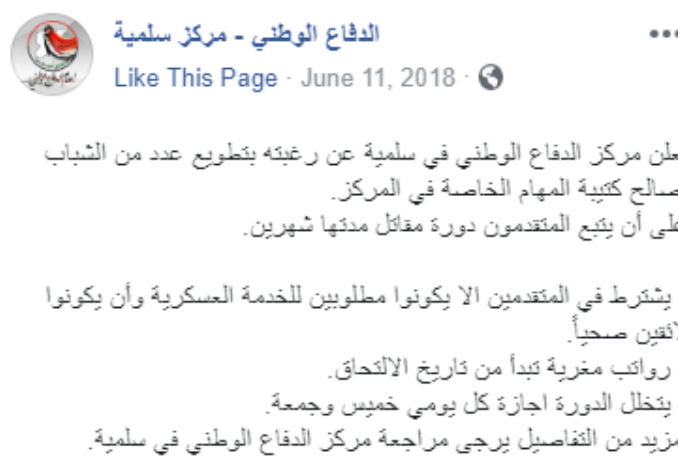 الدفاع الوطني - مركز سلمية
Like This Page · June 11, 2018 ·
علن مركز الدفاع الوطني في سلمية عن رغبته بتطويع عدد من الشباب
صالح كتيبة المهام الخاصة في المركز.
على أن يتبع المتقدمون دورة مقاتل مدتها شهرين.
يشترط في المتقدمين الا يكونوا مطلوبين للخدمة العسكرية وأن يكونوا
لائقين صحياً.
رواتب مغرية تبدأ من تاريخ الالتحاق.
يتخلل الدورة اجازة كل يومي خميس وجمعة.
مزيد من التفاصيل يرجى مراجعة مركز الدفاع الوطني في سلمية.